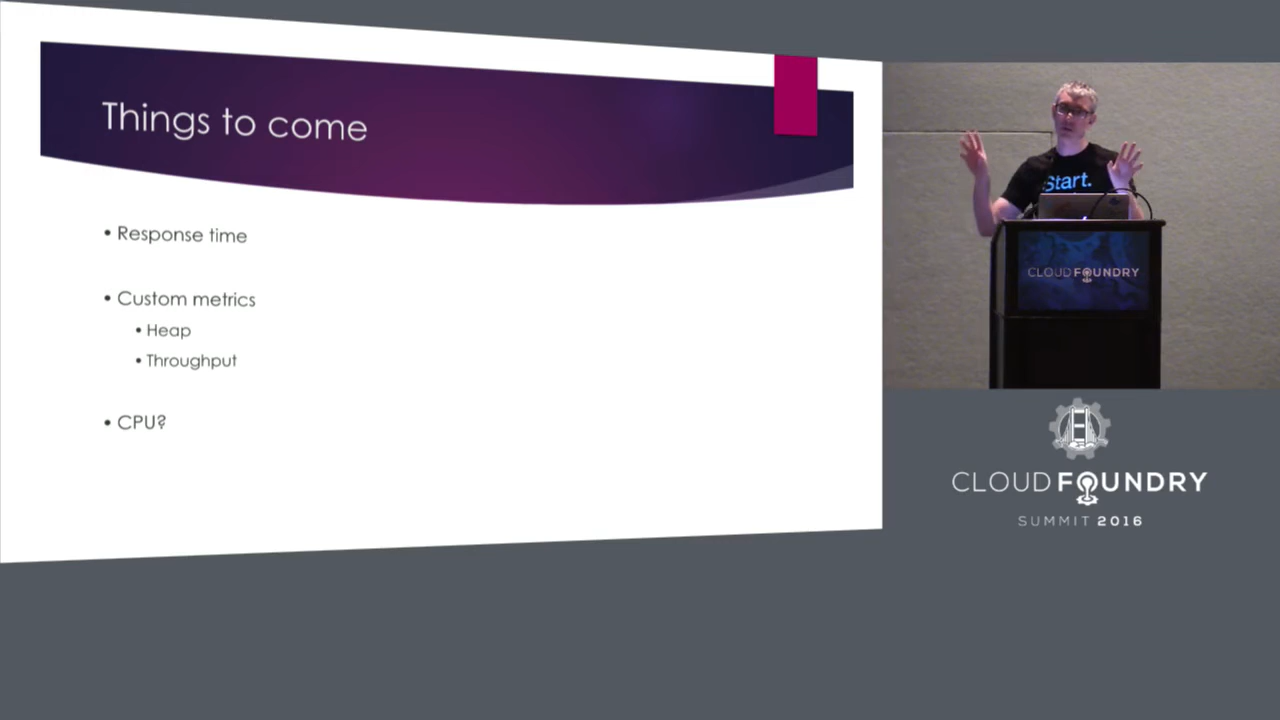 Things to come
• Response time
• Custom metrics
• Heap
• Throughput
• CPU?
Start.
CLOUD FOUNDRY
CLOUD FOUNDRY
SUMMIT 2016